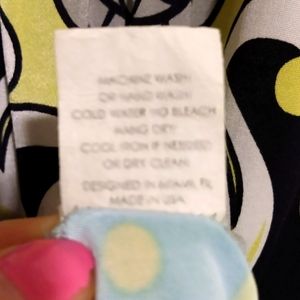 MACHINE WASH
OR HAND WASH
COLD WATER NO BLEACH
HANG DRY
COOL IRON IF NEEDED
OR DRY CLEAN
DESIGNED IN MIAMI, FL
MADE IN USA